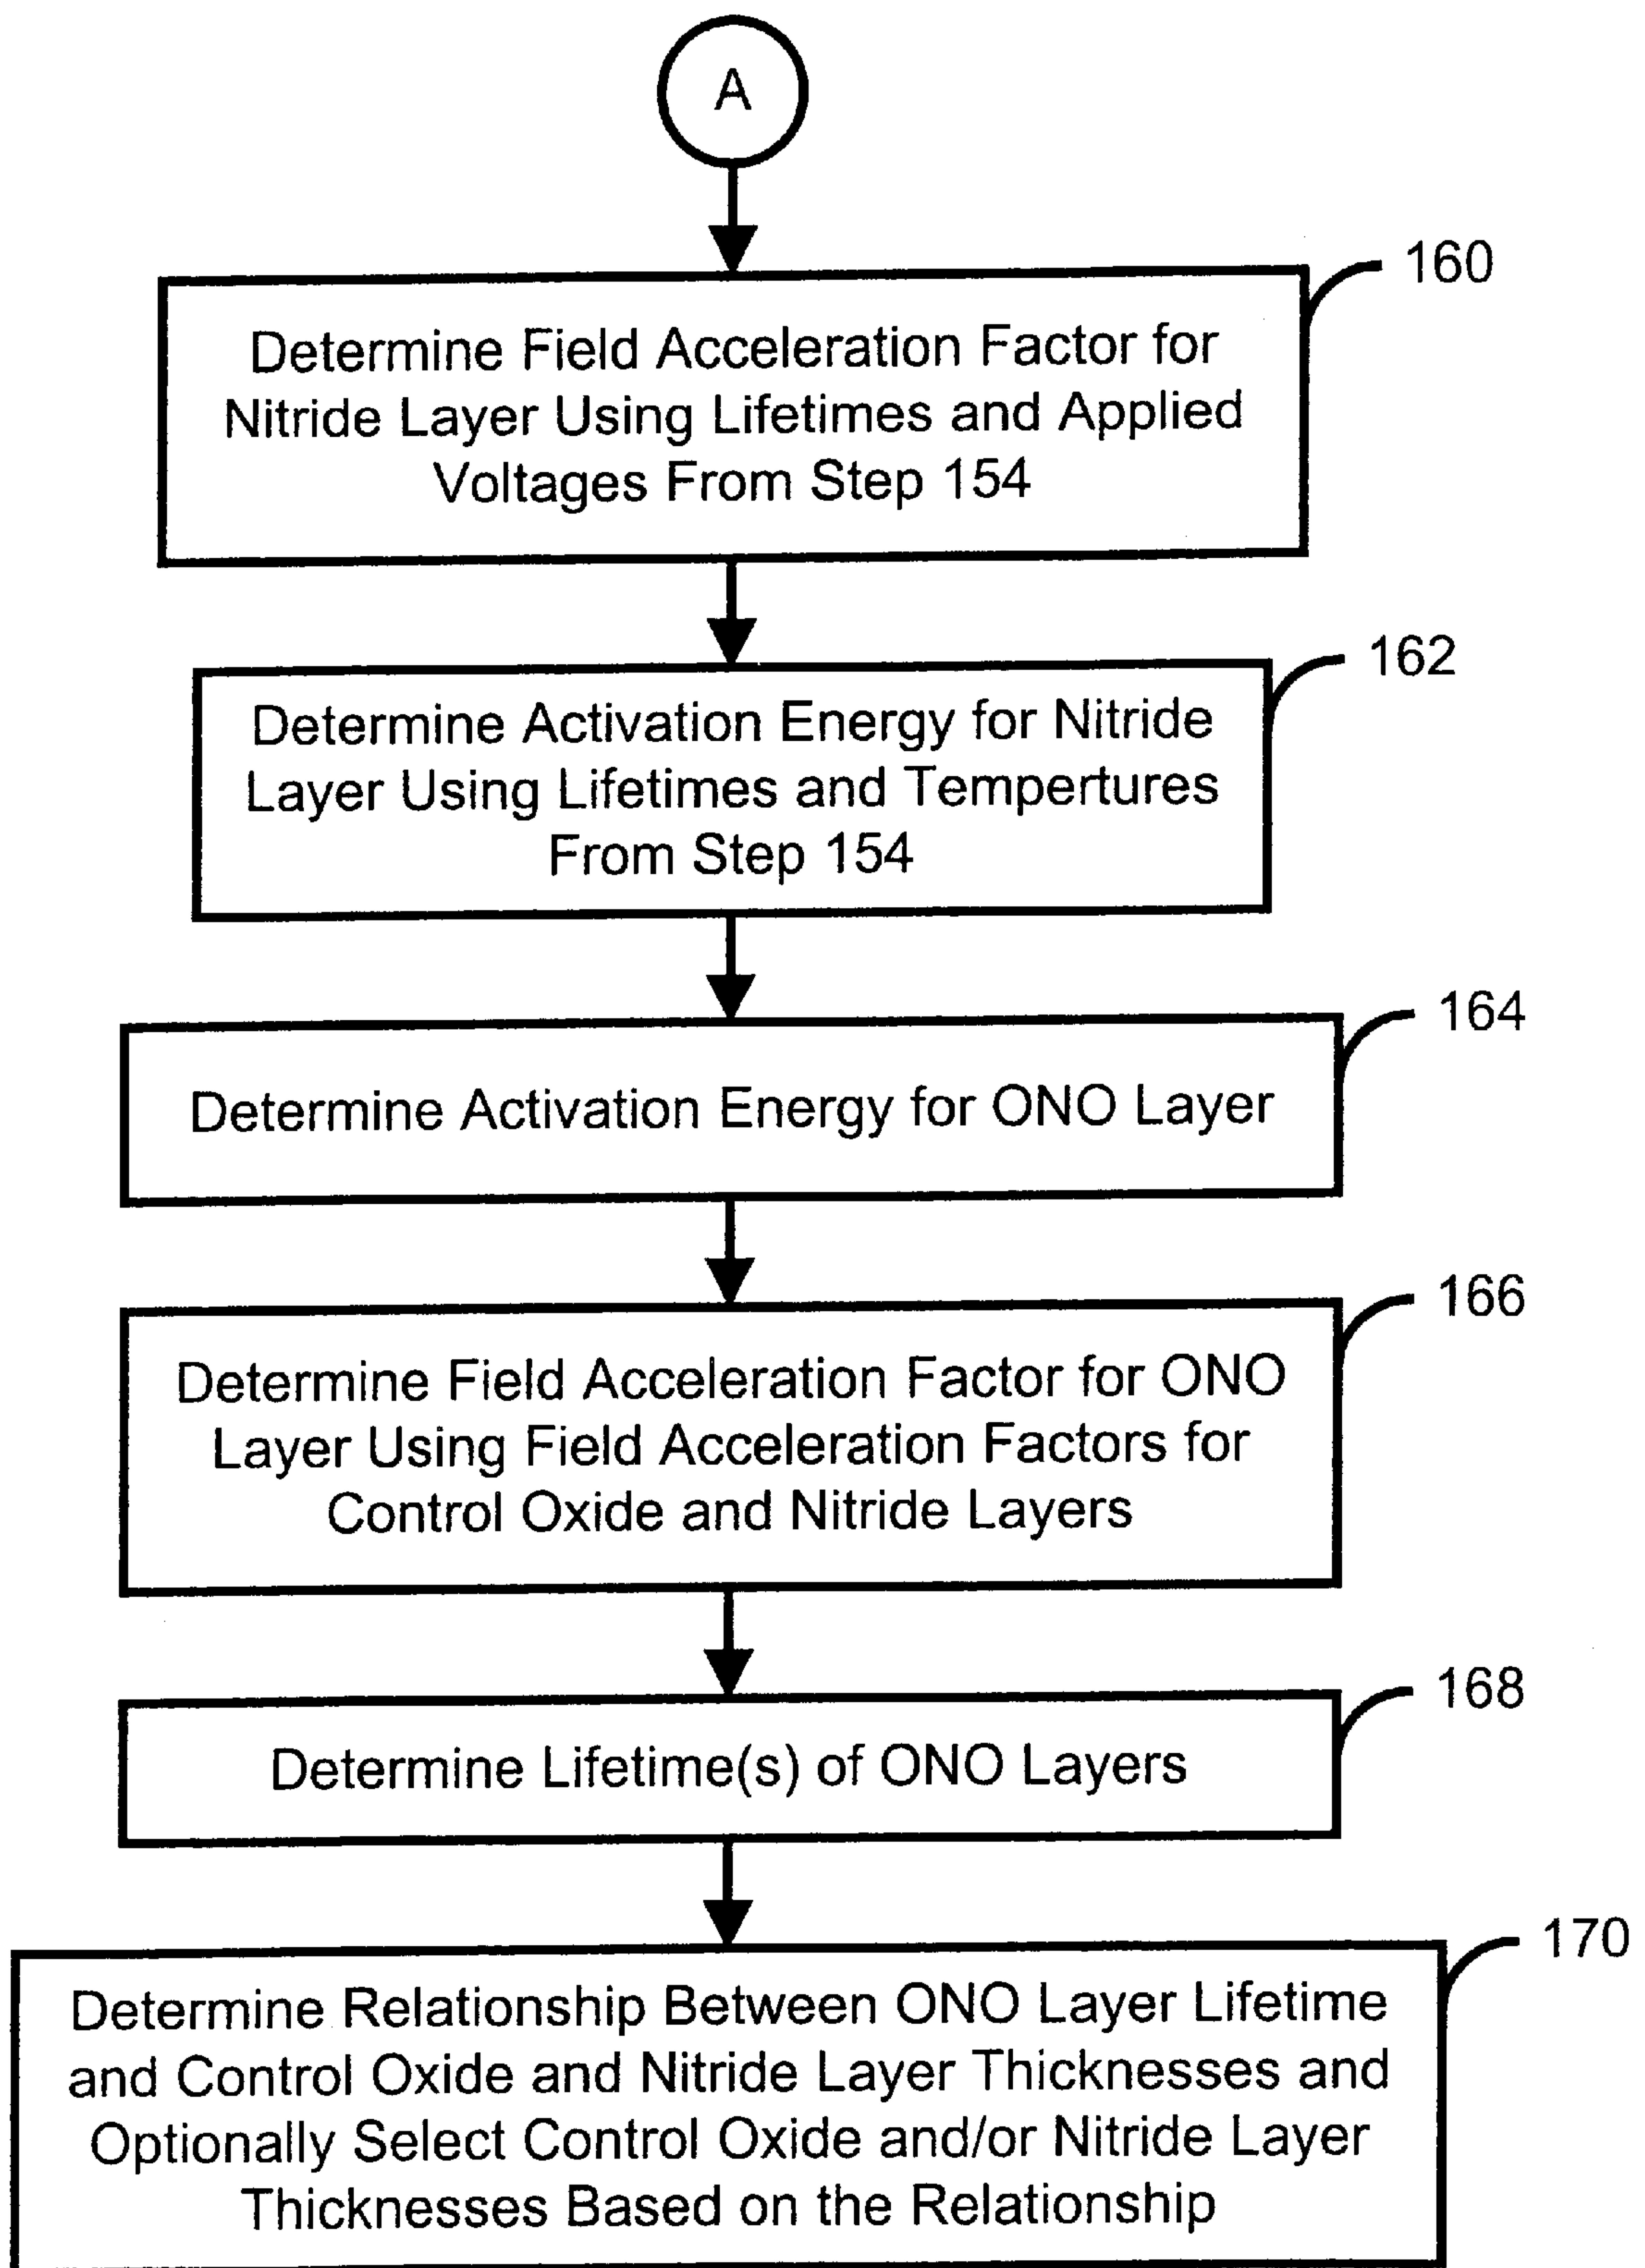 A
160
Determine Field Acceleration Factor for
Nitride Layer Using Lifetimes and Applied
Voltages From Step 154
162
Determine Activation Energy for Nitride
Layer Using Lifetimes and Tempertures
From Step 154
164
Determine Activation Energy for ONO Layer
166
Determine Field Acceleration Factor for ONO
Layer Using Field Acceleration Factors for
Control Oxide and Nitride Layers
168
Determine Lifetime(s) of ONO Layers
170
Determine Relationship Between ONO Layer Lifetime
and Control Oxide and Nitride Layer Thicknesses and
Optionally Select Control Oxide and/or Nitride Layer
Thicknesses Based on the Relationship